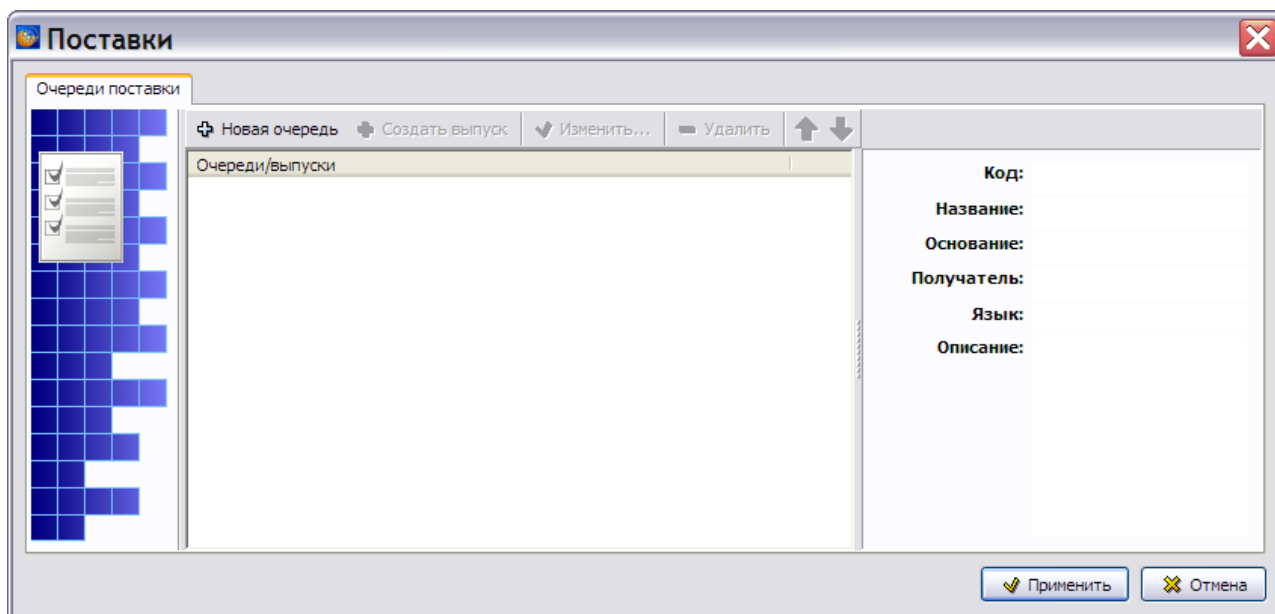 Поставки
Очереди поставки
Новая очередь Создать выпуск Изменить... Удалить
Очереди/выпуски
Код:
Название:
Основание:
Получатель:
Язык:
Описание:
Применить Отмена